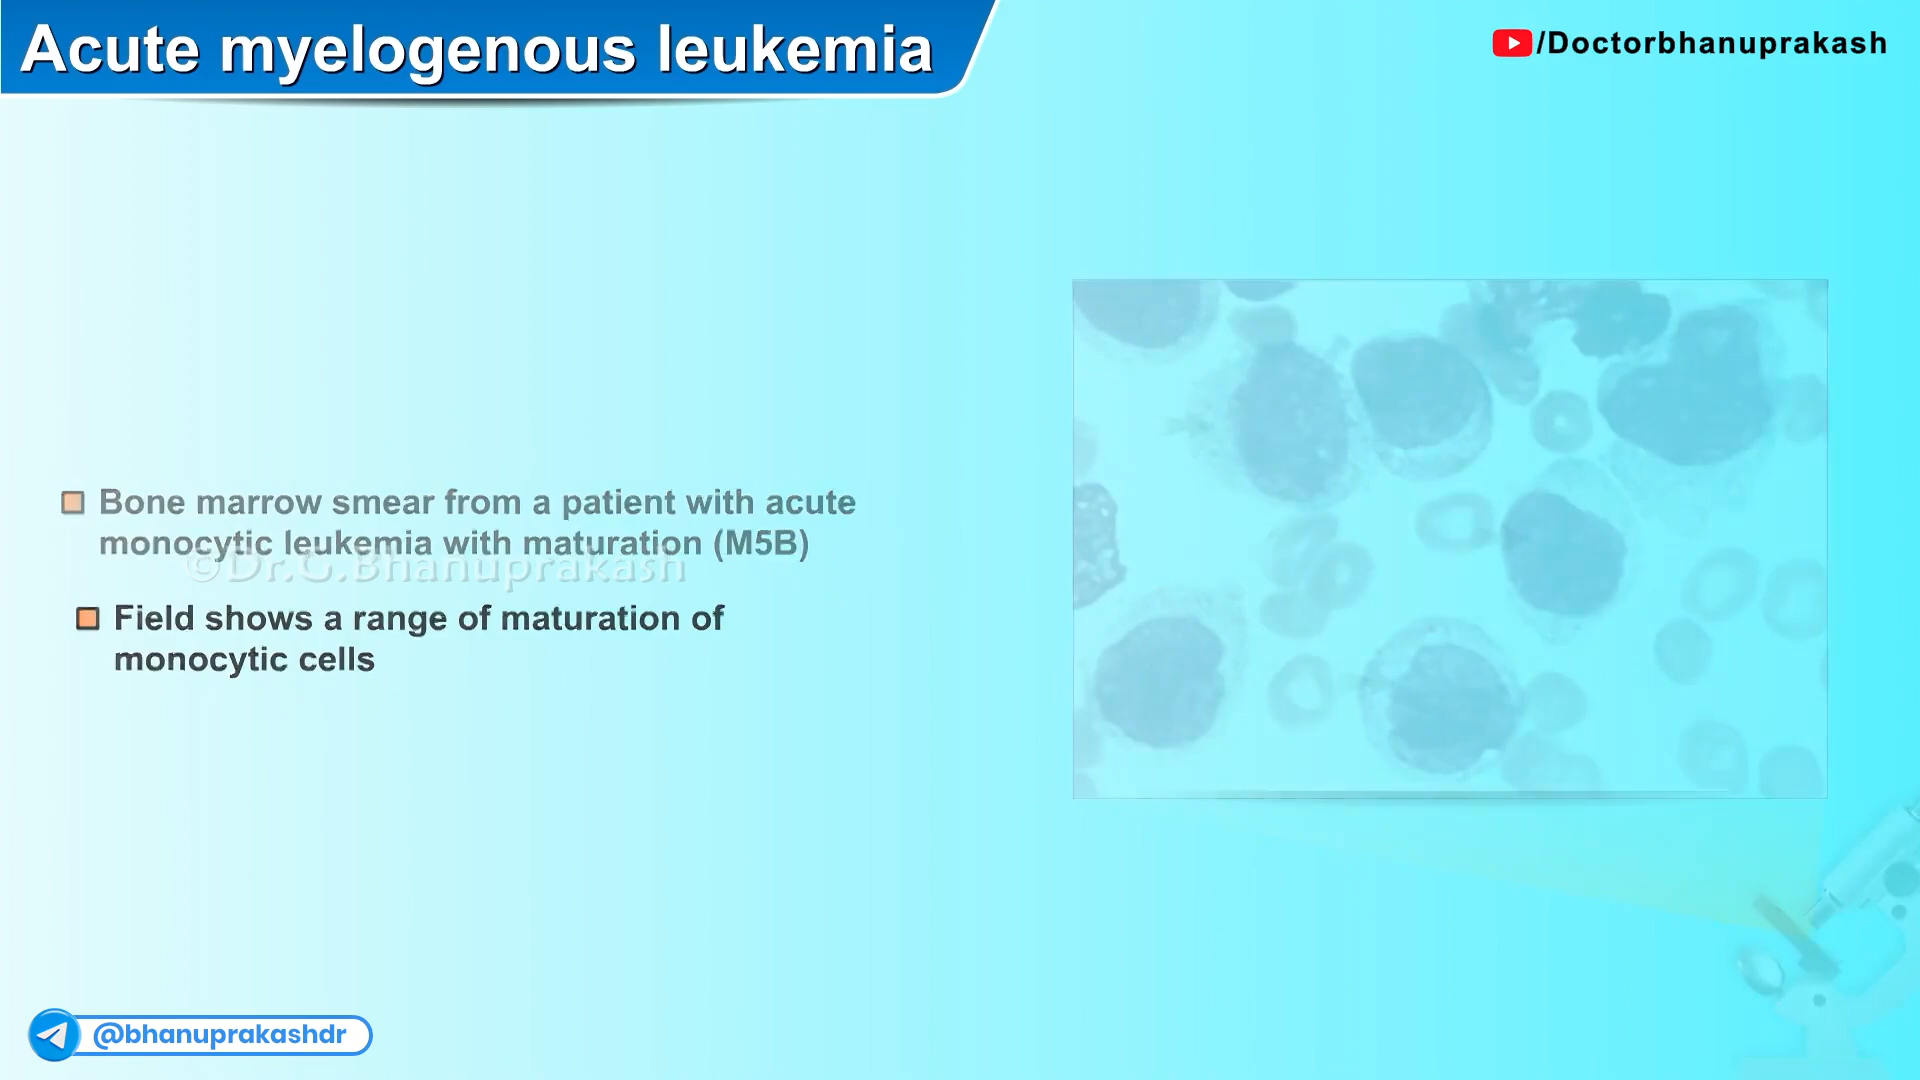 Acute myelogenous leukemia
/Doctorbhanuprakash
Bone marrow smear from a patient with acute
monocytic leukemia with maturation (M5B)
©Dr.G.Bhanuprakash
Field shows a range of maturation of
monocytic cells
@bhanuprakashdr